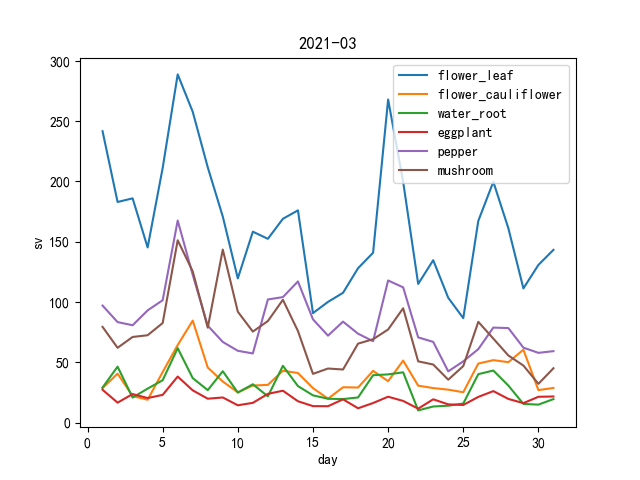 2021-03
300
250
200
150
100
50
0
sv
0 5 10 15 20 25 30
day
flower_leaf
flower_cauliflower
water_root
eggplant
pepper
mushroom